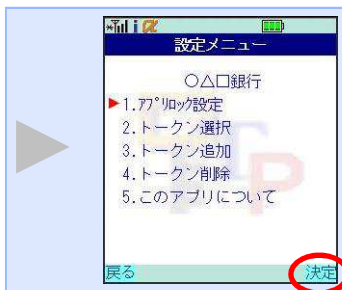 設定メニュー
○△□銀行
▶1.ｱﾌﾟﾘﾛｯｸ設定
2.トークン選択
3.トークン追加
4.トークン削除
5.このアプリについて
戻る 決定